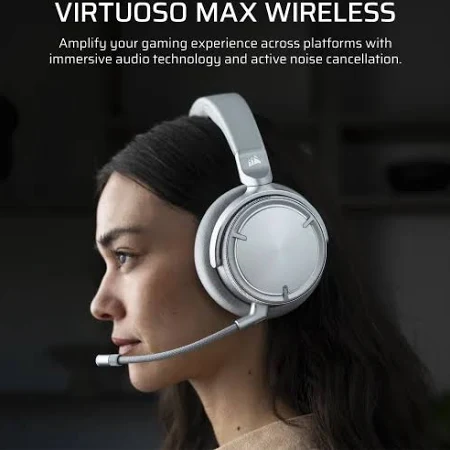 VIRTUOSO MAX WIRELESS
Amplify your gaming experience across platforms with
immersive audio technology and active noise cancellation.